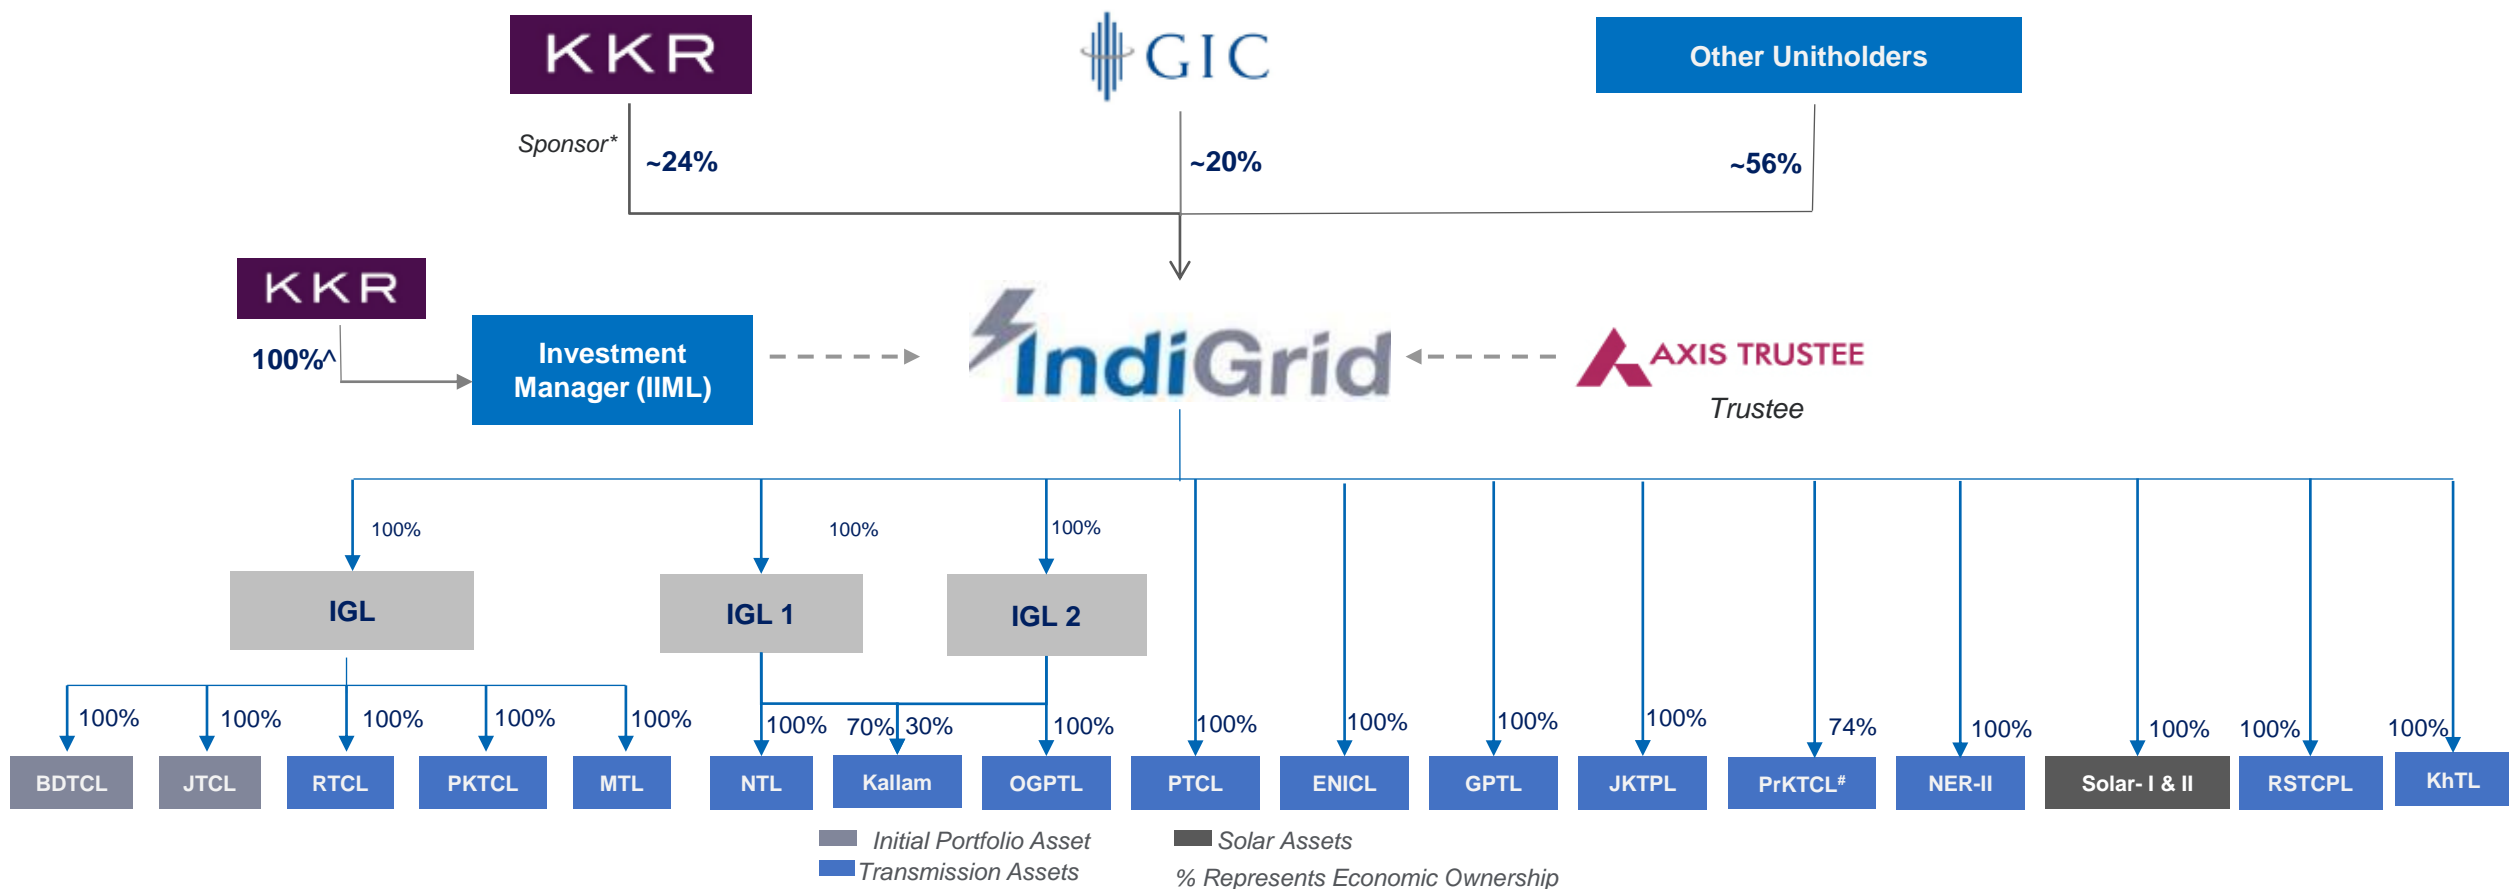 KKR
GIC
Other Unitholders
Sponsor*
~24%
~20%
~56%
KKR
100%^
Investment
Manager (IIML)
IndiGrid
AXIS TRUSTEE
Trustee
100%
100%
100%
IGL
IGL 1
IGL 2
100%
100%
100%
100%
100%
100%
70%
30%
100%
100%
100%
100%
100%
74%
100%
100%
100%
100%
BDTCL
JTCL
RTCL
PKTCL
MTL
NTL
Kallam
OGPTL
PTCL
ENICL
GPTL
JKTPL
PrKTCL#
NER-II
Solar- I & II
RSTCPL
KhTL
Initial Portfolio Asset
Solar Assets
Transmission Assets
% Represents Economic Ownership